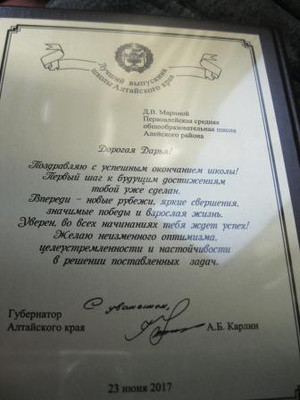 Лучший выпускник
школы Алтайского края
Д.В. Мариной
Первоалейская средняя
общеобразовательная школа
Алейского района
Дорогая Дарья!
Поздравляю с успешным окончанием школы!
Первый шаг к будущим достижениям
тобой уже сделан.
Впереди - новые рубежи, яркие свершения,
значимые победы и взрослая жизнь.
Уверен, во всех начинаниях тебя ждет успех!
Желаю неизменного оптимизма,
целеустремленности и настойчивости
в решении поставленных задач.
С уважением,
Губернатор
Алтайского края
А.Б. Карлин
23 июня 2017